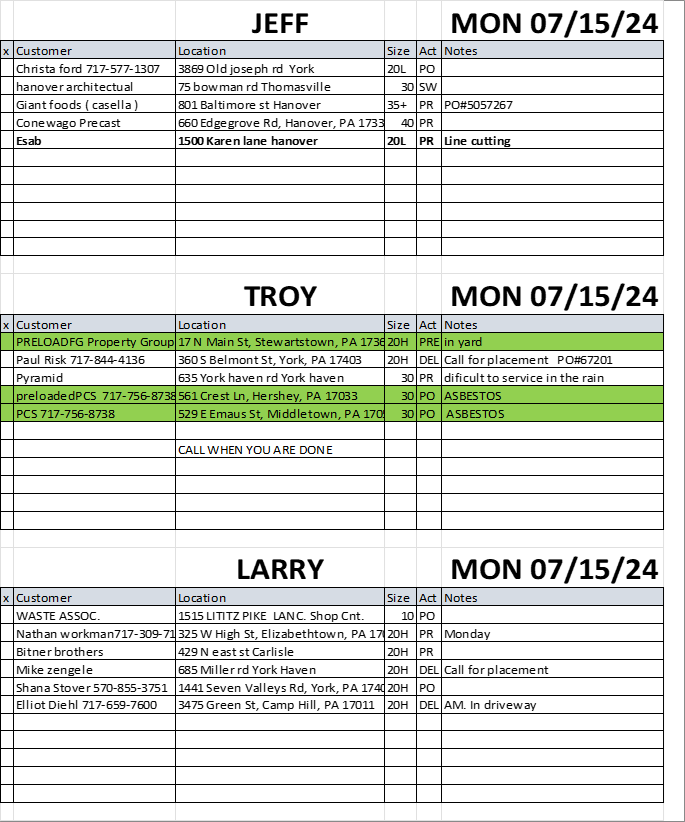 JEFF MON 07/15/24
x Customer Location Size Act Notes
Christa ford 717-577-1307 3869 Old joseph rd York 20L PO
hanover architectual 75 bowman rd Thomasville 30 SW
Giant foods ( casella ) 801 Baltimore st Hanover 35+ PR PO#5057267
Conewago Precast 660 Edgegrove Rd, Hanover, PA 1733 40 PR
Esab 1500 Karen lane hanover 20L PR Line cutting
TROY MON 07/15/24
x Customer Location Size Act Notes
PRELOADFG Property Group 17 N Main St, Stewartstown, PA 1736 20H PRE in yard
Paul Risk 717-844-4136 360 S Belmont St, York, PA 17403 20H DEL Call for placement PO#67201
Pyramid 635 York haven rd York haven 30 PR dificult to service in the rain
preloadedPCS 717-756-8738 561 Crest Ln, Hershey, PA 17033 30 PO ASBESTOS
PCS 717-756-8738 529 E Emaus St, Middletown, PA 170 30 PO ASBESTOS
CALL WHEN YOU ARE DONE
LARRY MON 07/15/24
x Customer Location Size Act Notes
WASTE ASSOC. 1515 LITITZ PIKE LANC. Shop Cnt. 10 PO
Nathan workman717-309-71 325 W High St, Elizabethtown, PA 170 20H PR Monday
Bitner brothers 429 N east st Carlisle 20H PR
Mike zengele 685 Miller rd York Haven 20H DEL Call for placement
Shana Stover 570-855-3751 1441 Seven Valleys Rd, York, PA 1740 20H PO
Elliot Diehl 717-659-7600 3475 Green St, Camp Hill, PA 17011 20H DEL AM. In driveway